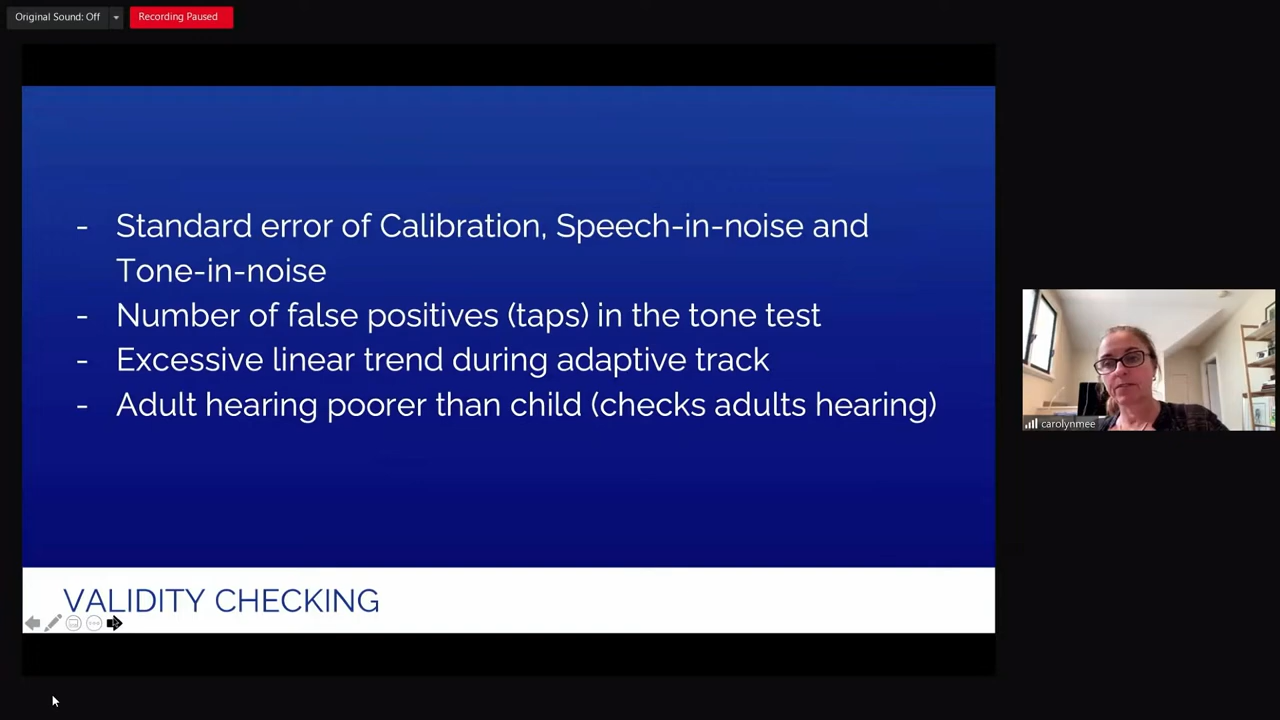 Original Sound: Off
Recording Paused
- Standard error of Calibration, Speech-in-noise and
Tone-in-noise
- Number of false positives (taps) in the tone test
- Excessive linear trend during adaptive track
- Adult hearing poorer than child (checks adults hearing)
carolynmee
VALIDITY CHECKING